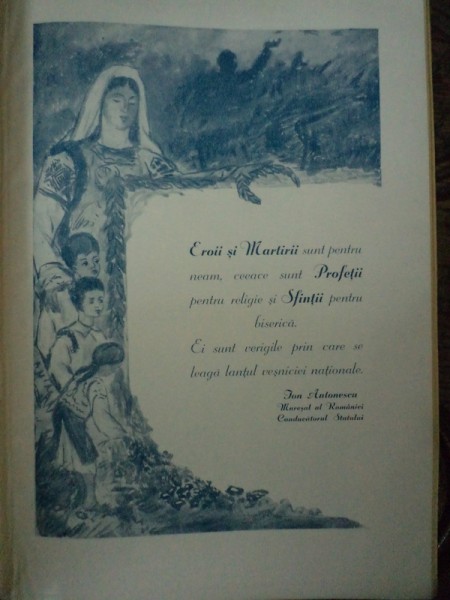 Eroii și Martirii sunt pentru
neam, ceeace sunt Profeții
pentru religie și Sfinții pentru
biserică.
Ei sunt verigile prin care se
leagă lanțul veșniciei naționale.
Ion Antonescu
Mareșal al României
Conducătorul Statului